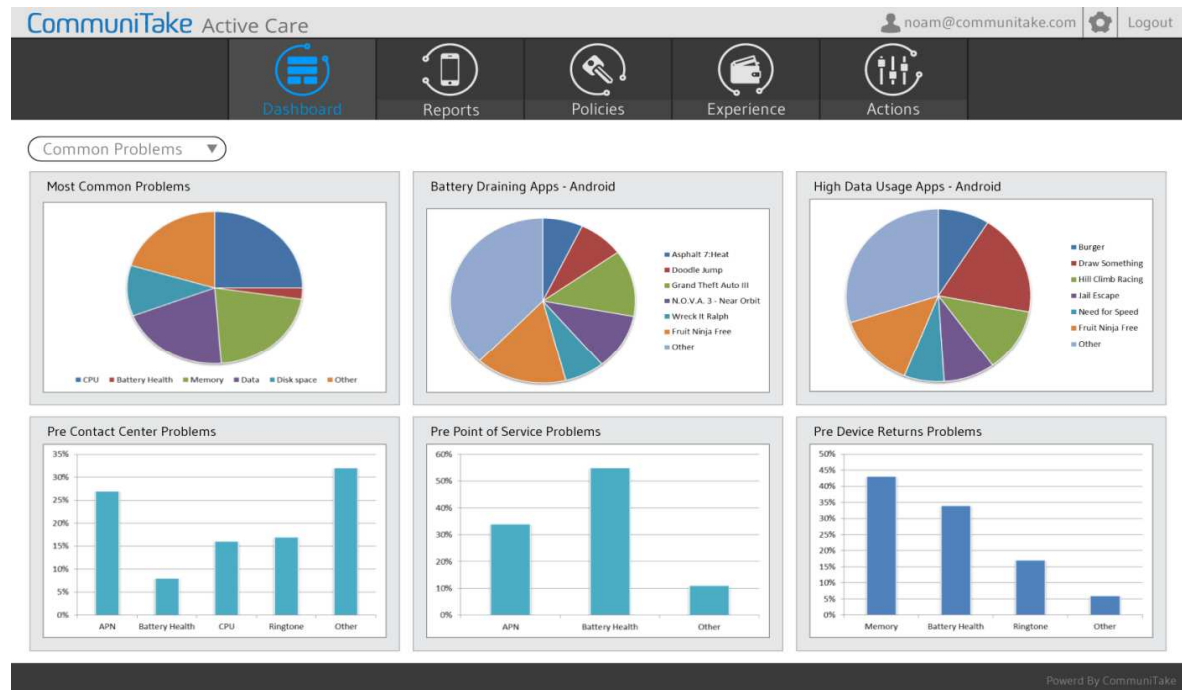 CommuniTake Active Care
noam@communitake.com
Logout
Dashboard
Reports
Policies
Experience
Actions
Common Problems
Most Common Problems
CPU Battery Health Memory Data Disk space Other
Battery Draining Apps - Android
Asphalt 7:Heat
Doodle Jump
Grand Theft Auto III
N.O.V.A. 3 - Near Orbit
Wreck It Ralph
Fruit Ninja Free
Other
High Data Usage Apps - Android
Burger
Draw Something
Hill Climb Racing
Jail Escape
Need for Speed
Fruit Ninja Free
Other
Pre Contact Center Problems
35%
30%
25%
20%
15%
10%
5%
0%
APN Battery Health CPU Ringtone Other
Pre Point of Service Problems
60%
50%
40%
30%
20%
10%
0%
APN Battery Health Other
Pre Device Returns Problems
50%
45%
40%
35%
30%
25%
20%
15%
10%
5%
0%
Memory Battery Health Ringtone Other
Powerd By CommuniTake